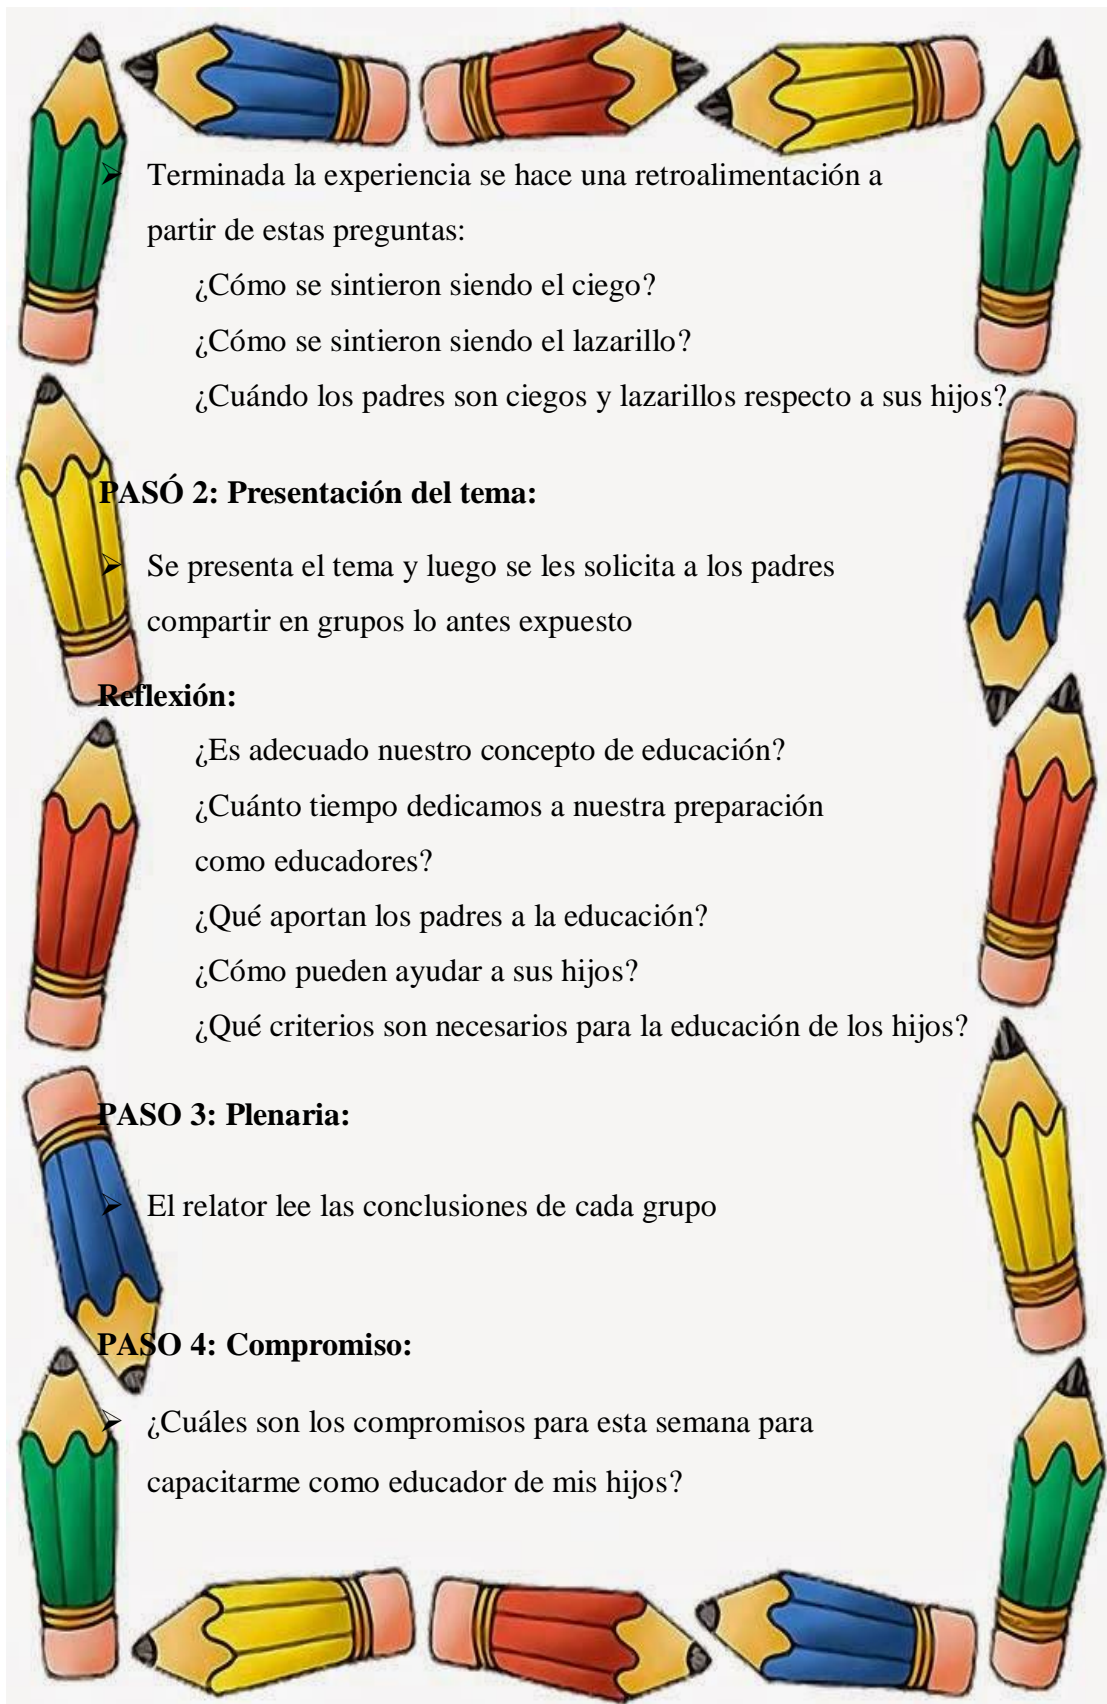 ➢ Terminada la experiencia se hace una retroalimentación a
partir de estas preguntas:
¿Cómo se sintieron siendo el ciego?
¿Cómo se sintieron siendo el lazarillo?
¿Cuándo los padres son ciegos y lazarillos respecto a sus hijos?
PASÓ 2: Presentación del tema:
➢ Se presenta el tema y luego se les solicita a los padres
compartir en grupos lo antes expuesto
Reflexión:
¿Es adecuado nuestro concepto de educación?
¿Cuánto tiempo dedicamos a nuestra preparación
como educadores?
¿Qué aportan los padres a la educación?
¿Cómo pueden ayudar a sus hijos?
¿Qué criterios son necesarios para la educación de los hijos?
PASO 3: Plenaria:
➢ El relator lee las conclusiones de cada grupo
PASO 4: Compromiso:
➢ ¿Cuáles son los compromisos para esta semana para
capacitarme como educador de mis hijos?